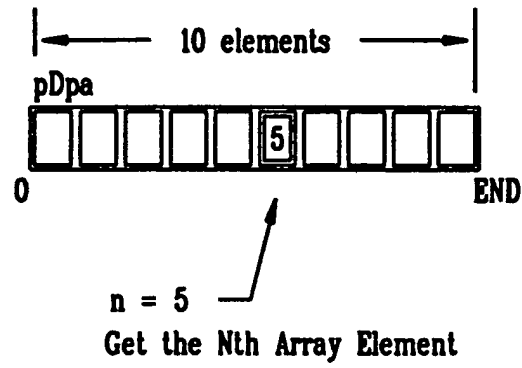 10 elements
pDpa
5
0 END
n = 5
Get the Nth Array Element